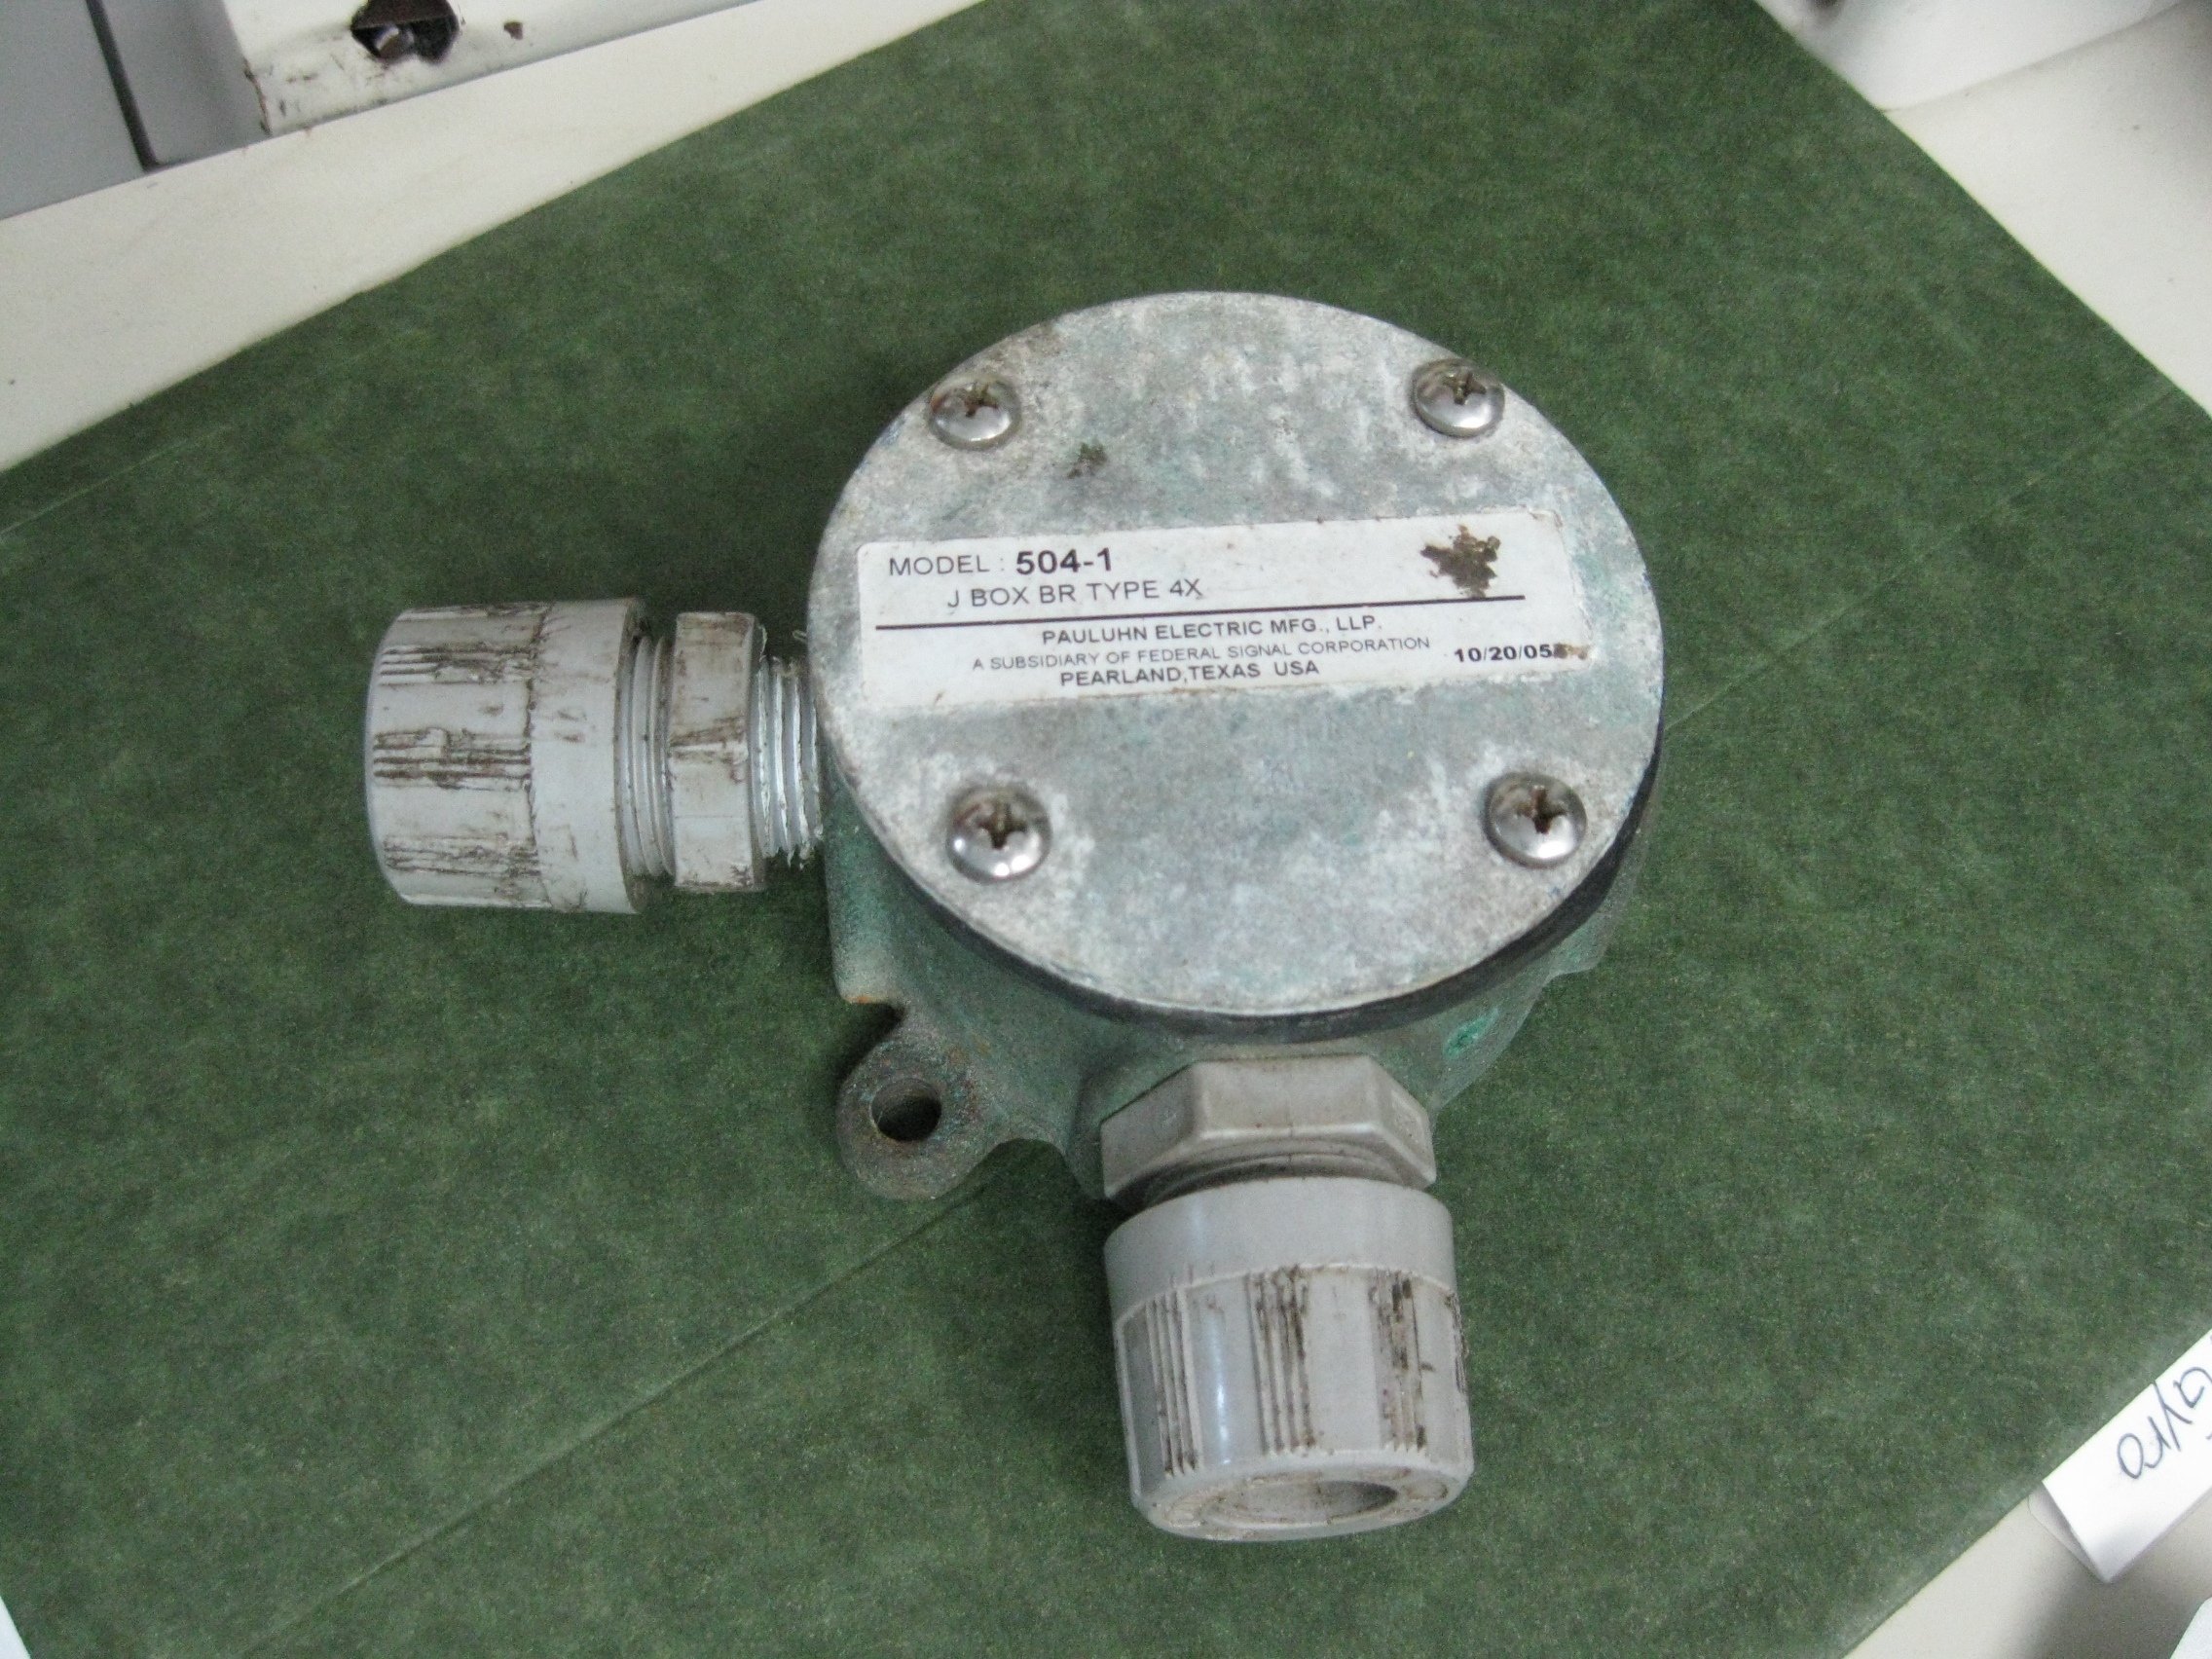 MODEL : 504-1
J BOX BR TYPE 4X
PAULUHN ELECTRIC MFG., LLP.
A SUBSIDIARY OF FEDERAL SIGNAL CORPORATION
10/20/05
PEARLAND,TEXAS USA
Gyro